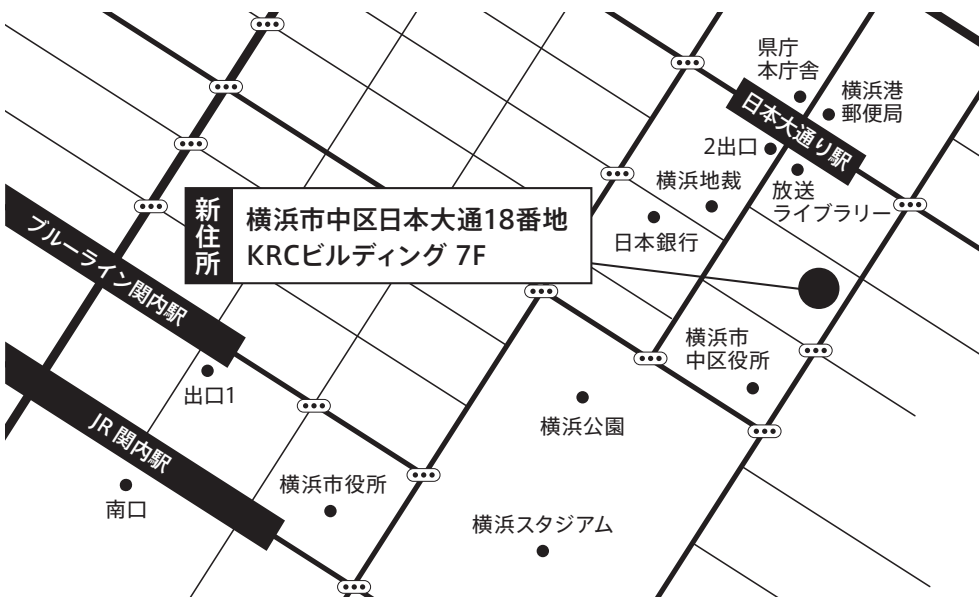 県庁
本庁舎
横浜港
郵便局
日本大通り駅
2出口
横浜地裁
放送
ライブラリー
日本銀行
新住所
横浜市中区日本大通18番地
KRCビルディング 7F
ブルーライン関内駅
横浜市
中区役所
出口1
横浜公園
JR 関内駅
横浜市役所
南口
横浜スタジアム